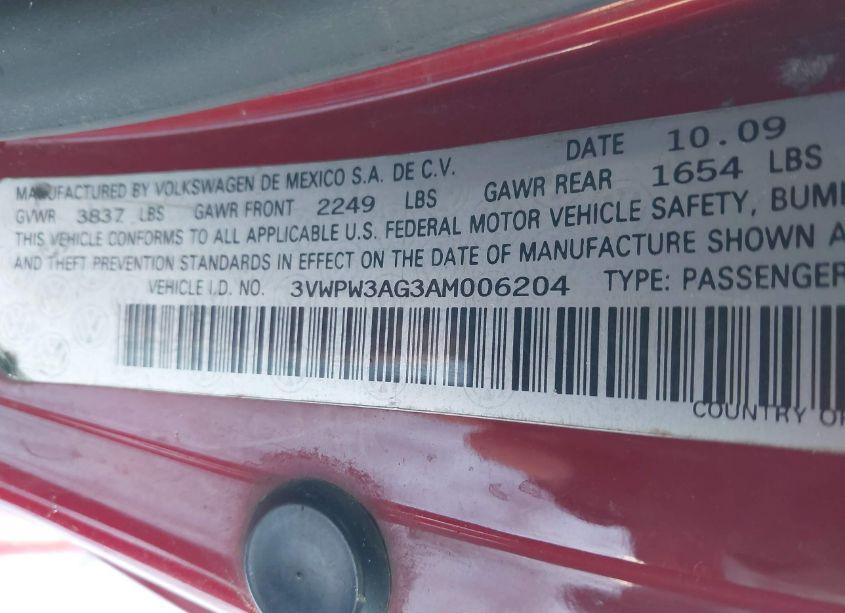 MANUFACTURED BY VOLKSWAGEN DE MEXICO S.A. DE C.V. DATE 10.09
GVWR 3837 LBS GAWR FRONT 2249 LBS GAWR REAR 1654 LBS
THIS VEHICLE CONFORMS TO ALL APPLICABLE U.S. FEDERAL MOTOR VEHICLE SAFETY,
AND THEFT PREVENTION STANDARDS IN EFFECT ON THE DATE OF MANUFACTURE SHOWN
VEHICLE I.D. NO. 3VWPW3AG3AM006204 TYPE: PASSENGER
COUNTRY